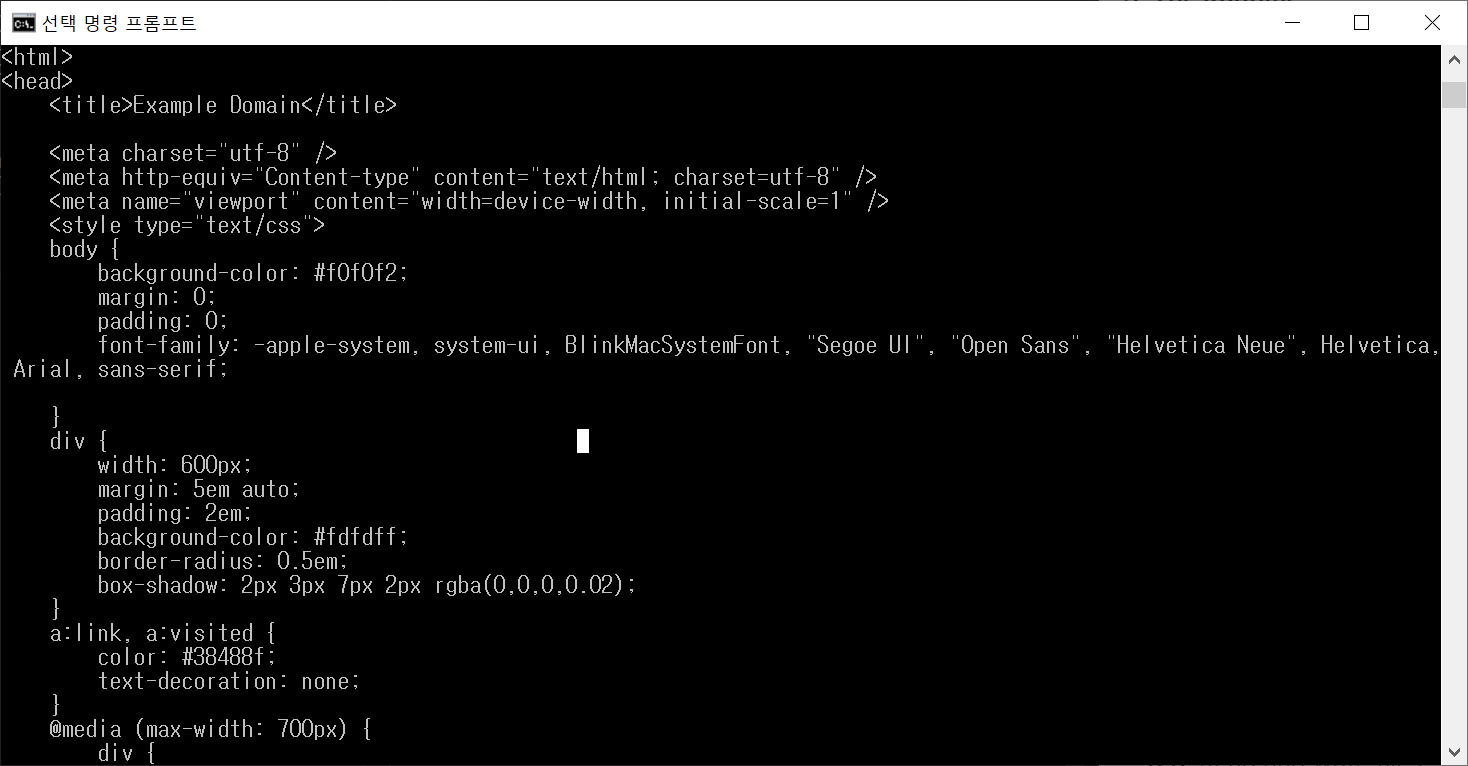 선택 명령 프롬프트
<html>
<head>
    <title>Example Domain</title>

    <meta charset="utf-8" />
    <meta http-equiv="Content-type" content="text/html; charset=utf-8" />
    <meta name="viewport" content="width=device-width, initial-scale=1" />
    <style type="text/css">
    body {
        background-color: #f0f0f2;
        margin: 0;
        padding: 0;
        font-family: -apple-system, system-ui, BlinkMacSystemFont, "Segoe UI", "Open Sans", "Helvetica Neue", Helvetica,
 Arial, sans-serif;

    }
    div {
        width: 600px;
        margin: 5em auto;
        padding: 2em;
        background-color: #fdfdff;
        border-radius: 0.5em;
        box-shadow: 2px 3px 7px 2px rgba(0,0,0,0.02);
    }
    a:link, a:visited {
        color: #38488f;
        text-decoration: none;
    }
    @media (max-width: 700px) {
        div {